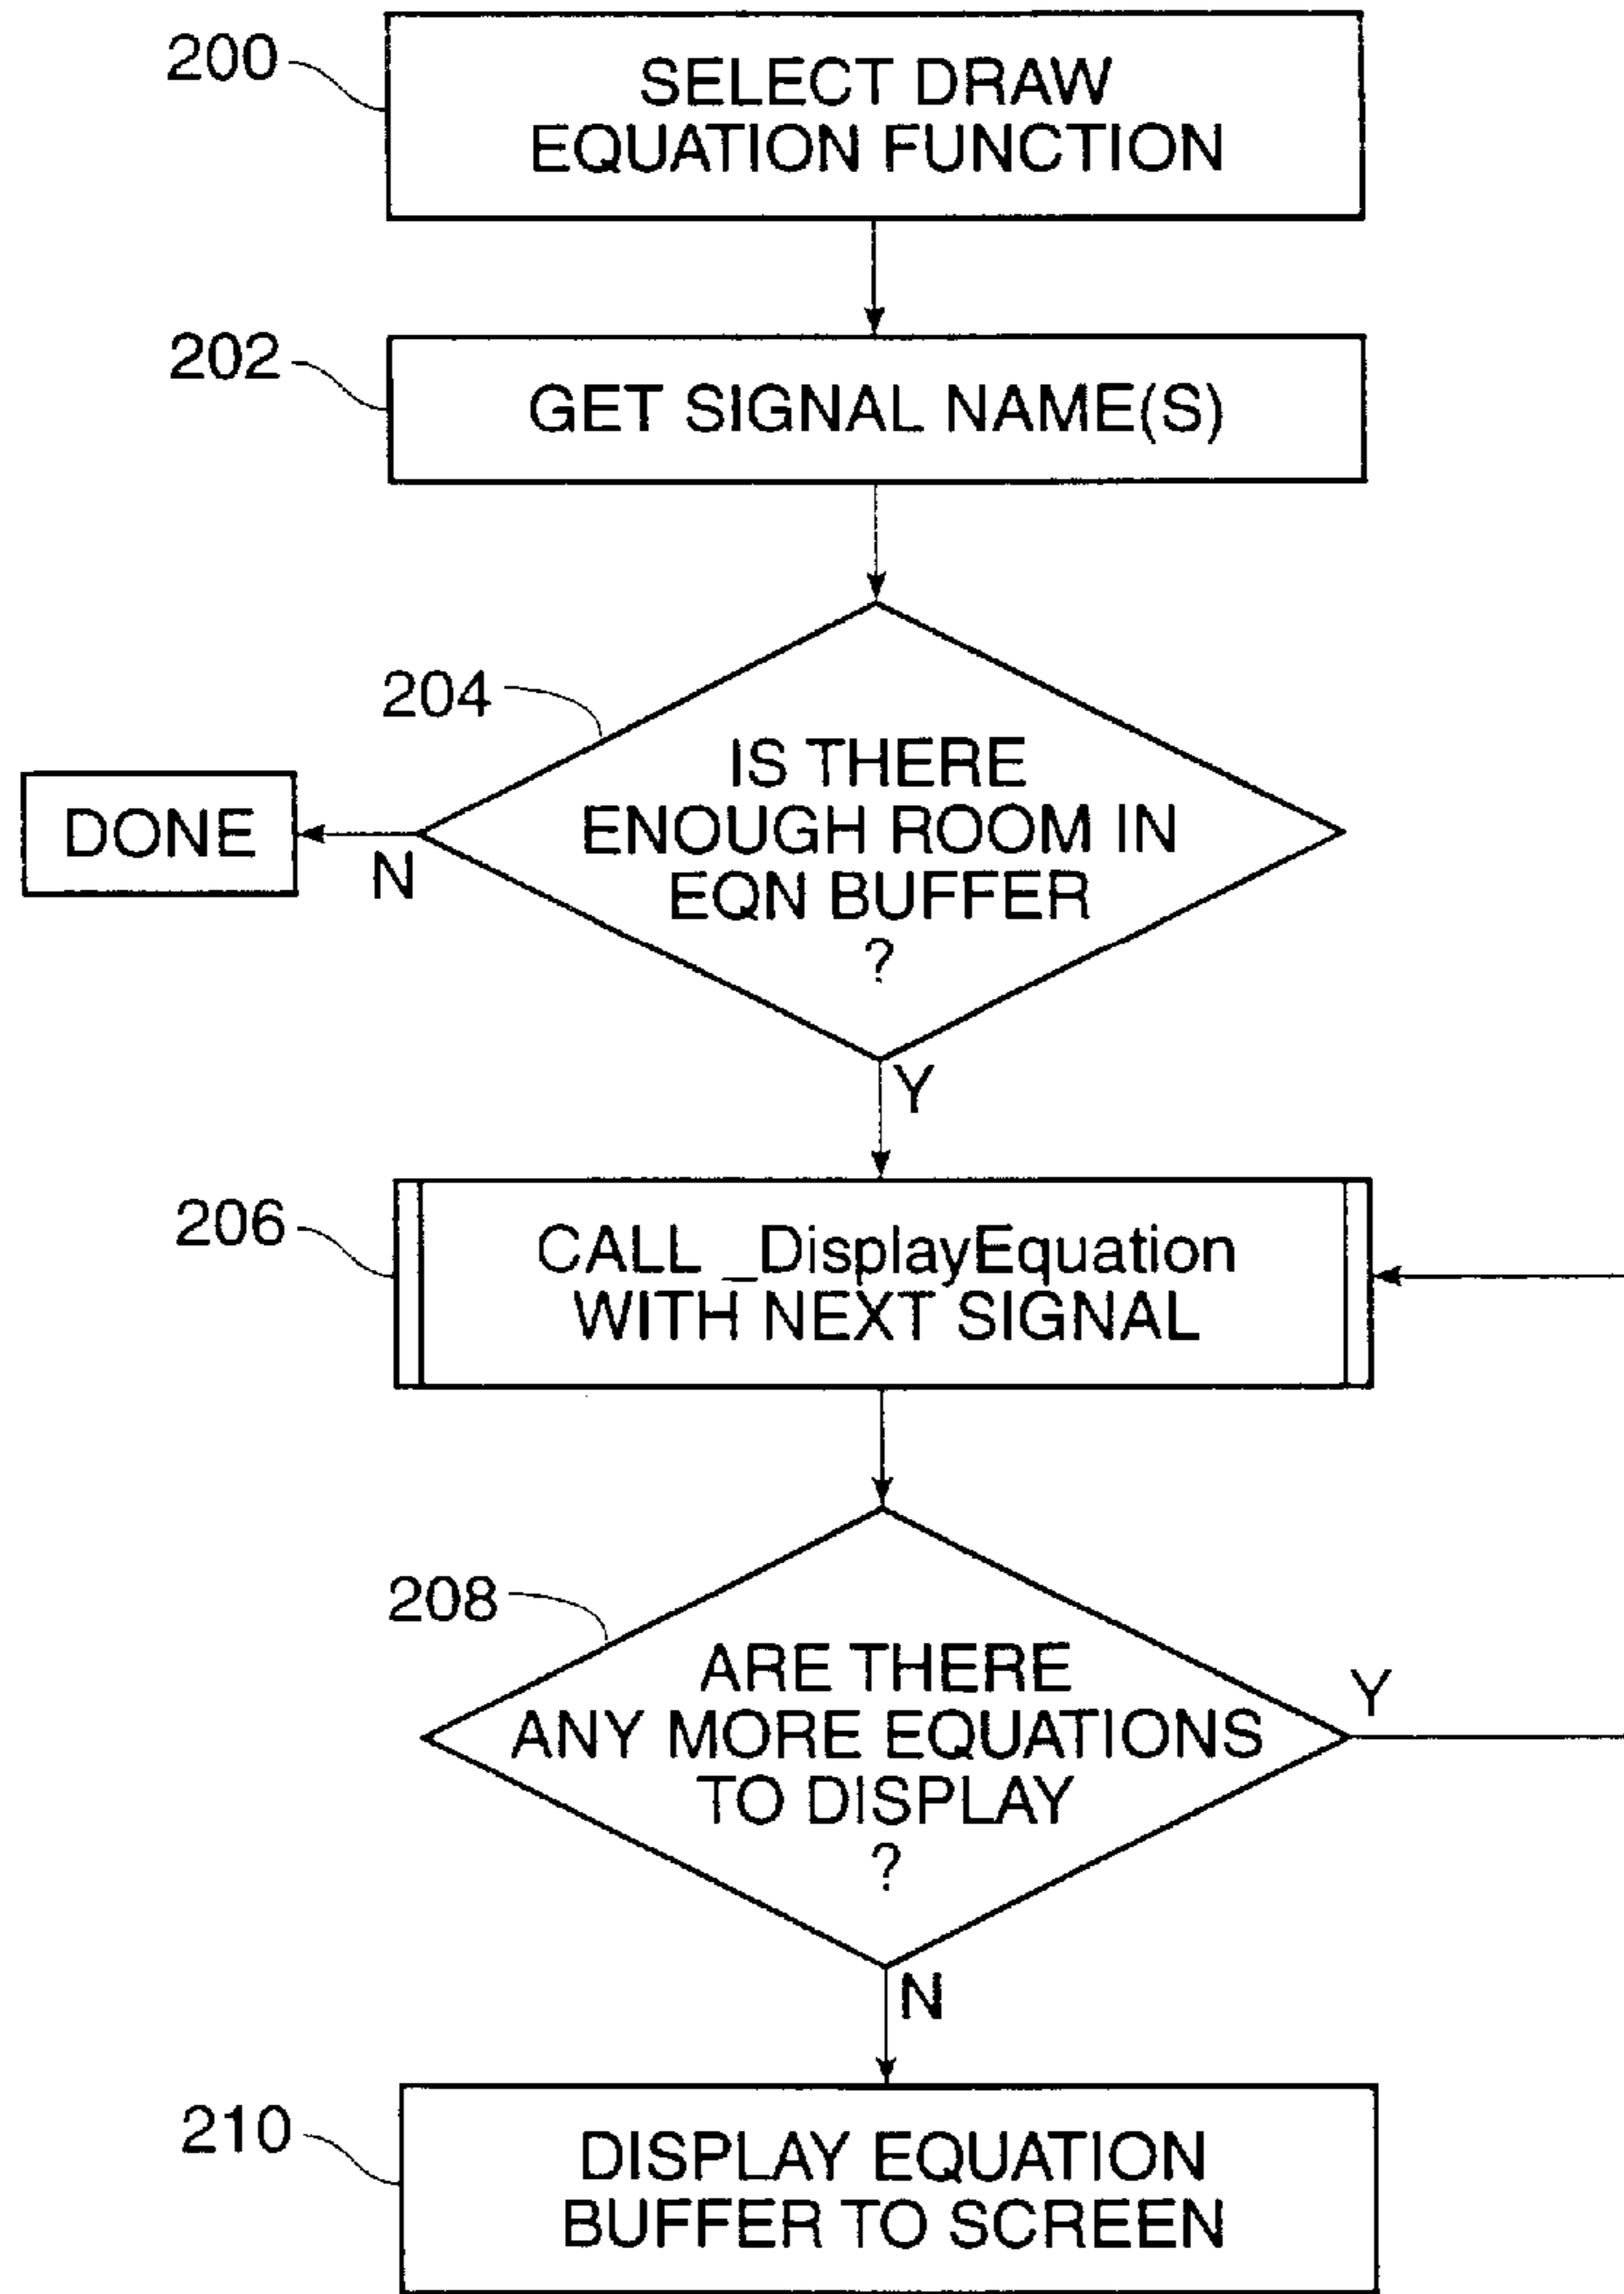 200
SELECT DRAW
EQUATION FUNCTION
202
GET SIGNAL NAME(S)
204
IS THERE
ENOUGH ROOM IN
EQN BUFFER
?
DONE
N
Y
206
CALL _DisplayEquation
WITH NEXT SIGNAL
208
ARE THERE
ANY MORE EQUATIONS
TO DISPLAY
?
Y
N
210
DISPLAY EQUATION
BUFFER TO SCREEN